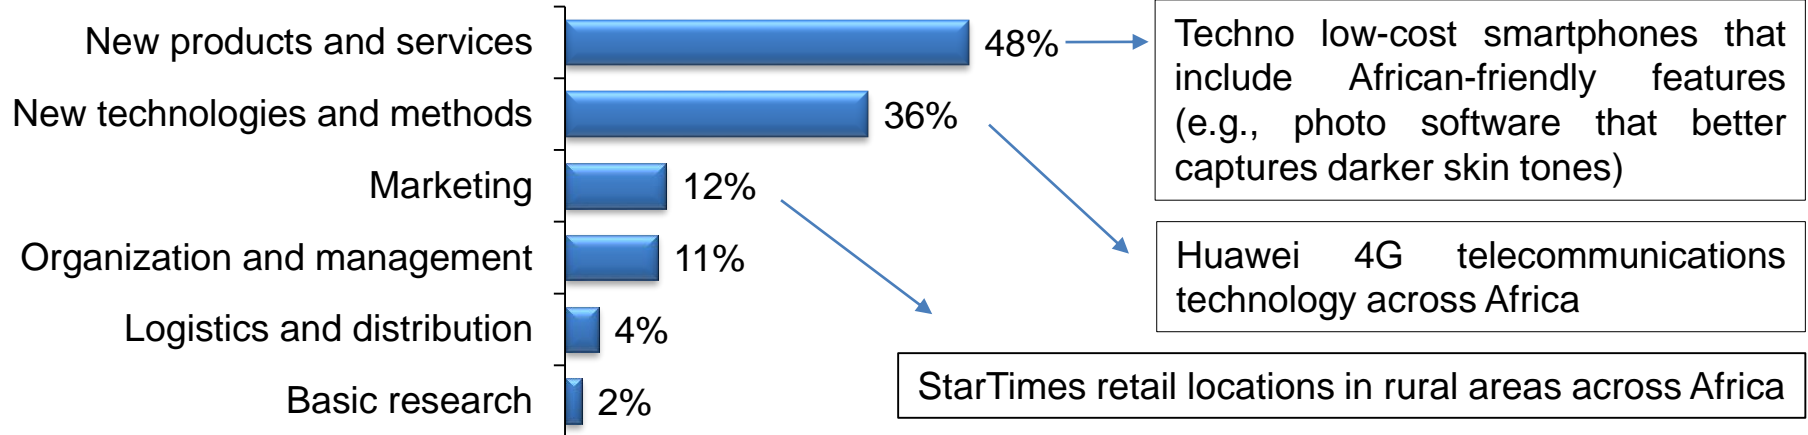 New products and services 48%
New technologies and methods 36%
Marketing 12%
Organization and management 11%
Logistics and distribution 4%
Basic research 2%
Techno low-cost smartphones that
include African-friendly features
(e.g., photo software that better
captures darker skin tones)
Huawei 4G telecommunications
technology across Africa
StarTimes retail locations in rural areas across Africa